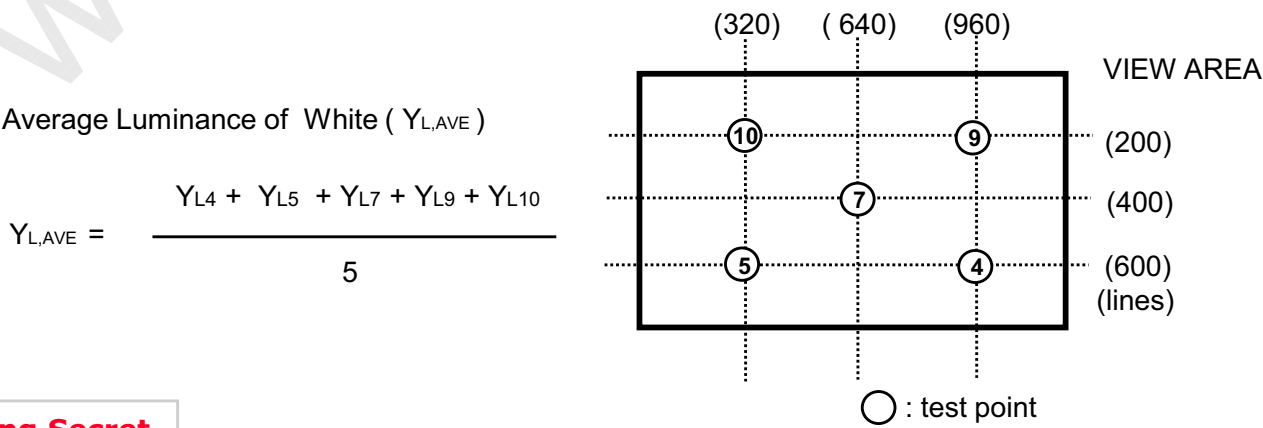 (320) ( 640) (960)
VIEW AREA
Average Luminance of White ( YL,AVE )
10 9 (200)
YL4 + YL5 + YL7 + YL9 + YL10
7 (400)
YL,AVE =
5
5 4 (600)
(lines)
: test point
Secret